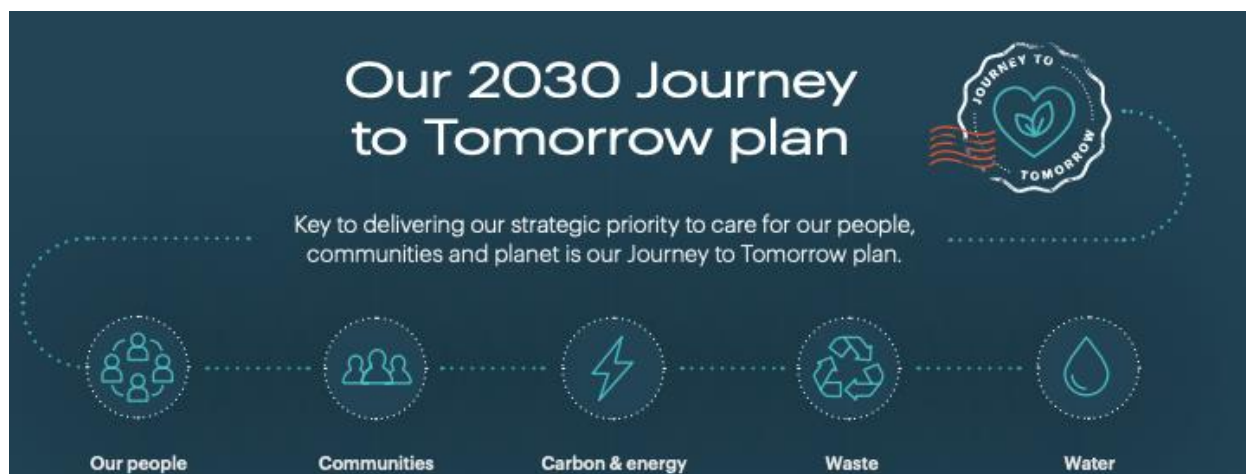 Our 2030 Journey
to Tomorrow plan
JOURNEY TO
TOMORROW
Key to delivering our strategic priority to care for our people,
communities and planet is our Journey to Tomorrow plan.
Our people
Communities
Carbon & energy
Waste
Water